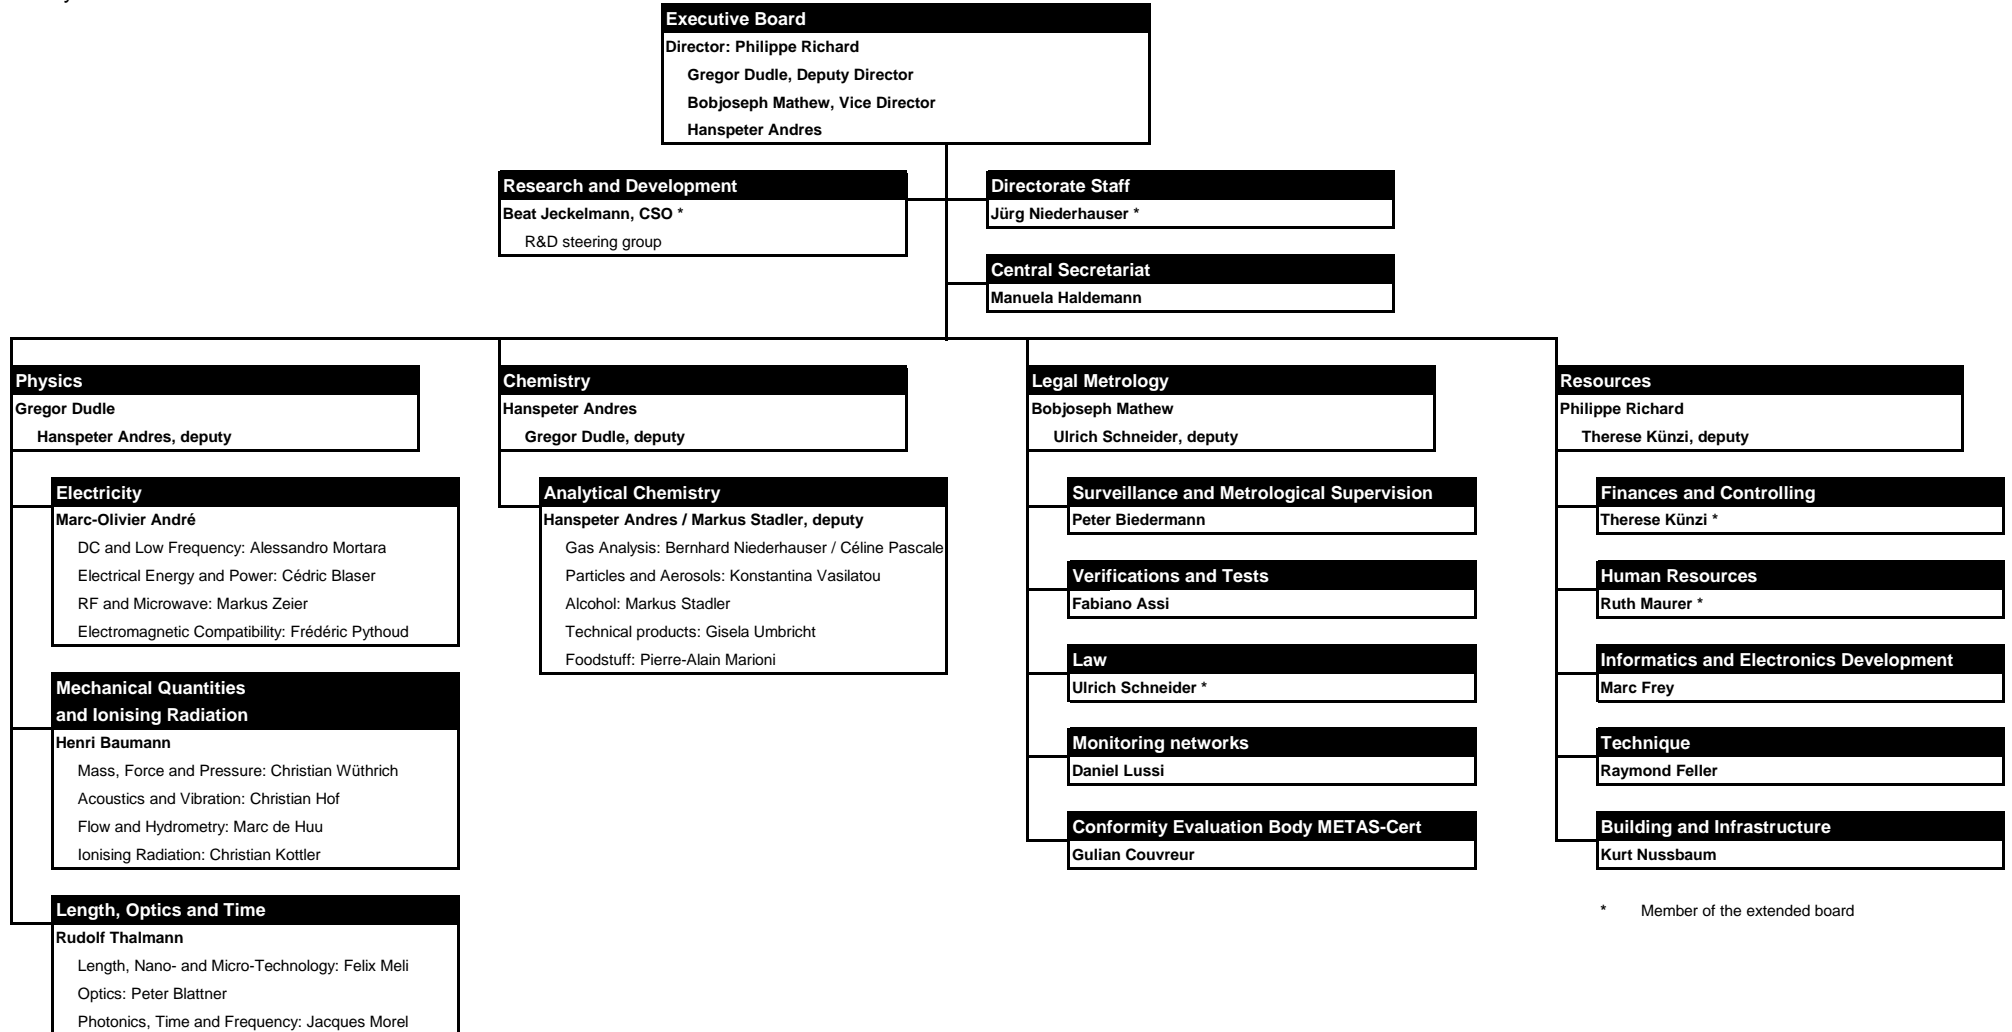 Executive Board
Director: Philippe Richard
Gregor Dudle, Deputy Director
Bobjoseph Mathew, Vice Director
Hanspeter Andres
Research and Development
Beat Jeckelmann, CSO *
R&D steering group
Directorate Staff
Jürg Niederhauser *
Central Secretariat
Manuela Haldemann
Physics
Gregor Dudle
Hanspeter Andres, deputy
Electricity
Marc-Olivier André
DC and Low Frequency: Alessandro Mortara
Electrical Energy and Power: Cédric Blaser
RF and Microwave: Markus Zeier
Electromagnetic Compatibility: Frédéric Pythoud
Mechanical Quantities
and Ionising Radiation
Henri Baumann
Mass, Force and Pressure: Christian Wüthrich
Acoustics and Vibration: Christian Hof
Flow and Hydrometry: Marc de Huu
Ionising Radiation: Christian Kottler
Length, Optics and Time
Rudolf Thalmann
Length, Nano- and Micro-Technology: Felix Meli
Optics: Peter Blattner
Photonics, Time and Frequency: Jacques Morel
Chemistry
Hanspeter Andres
Gregor Dudle, deputy
Analytical Chemistry
Hanspeter Andres / Markus Stadler, deputy
Gas Analysis: Bernhard Niederhauser / Céline Pascale
Particles and Aerosols: Konstantina Vasilatou
Alcohol: Markus Stadler
Technical products: Gisela Umbricht
Foodstuff: Pierre-Alain Marioni
Legal Metrology
Bobjoseph Mathew
Ulrich Schneider, deputy
Surveillance and Metrological Supervision
Peter Biedermann
Verifications and Tests
Fabiano Assi
Law
Ulrich Schneider *
Monitoring networks
Daniel Lussi
Conformity Evaluation Body METAS-Cert
Gulian Couvreur
Resources
Philippe Richard
Therese Künzi, deputy
Finances and Controlling
Therese Künzi *
Human Resources
Ruth Maurer *
Informatics and Electronics Development
Marc Frey
Technique
Raymond Feller
Building and Infrastructure
Kurt Nussbaum
* Member of the extended board